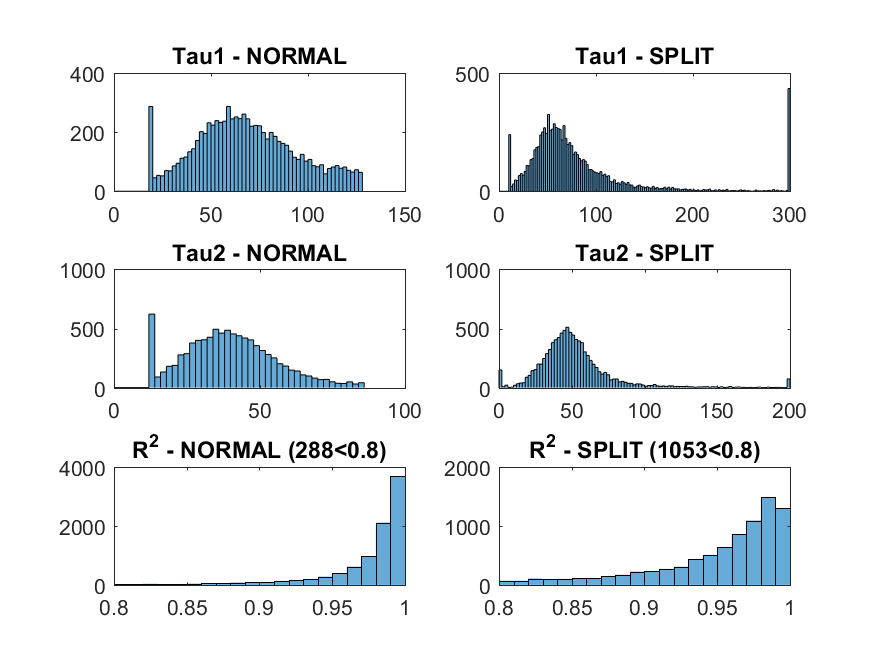 Tau1 - NORMAL
400
200
0
0 50 100 150
Tau1 - SPLIT
500
0
0 100 200 300
Tau2 - NORMAL
1000
500
0
0 50 100
Tau2 - SPLIT
1000
500
0
0 50 100 150 200
R² - NORMAL (288<0.8)
4000
2000
0
0.8 0.85 0.9 0.95 1
R² - SPLIT (1053<0.8)
2000
1000
0
0.8 0.85 0.9 0.95 1